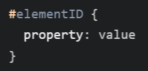 #elementID {
  property: value
}